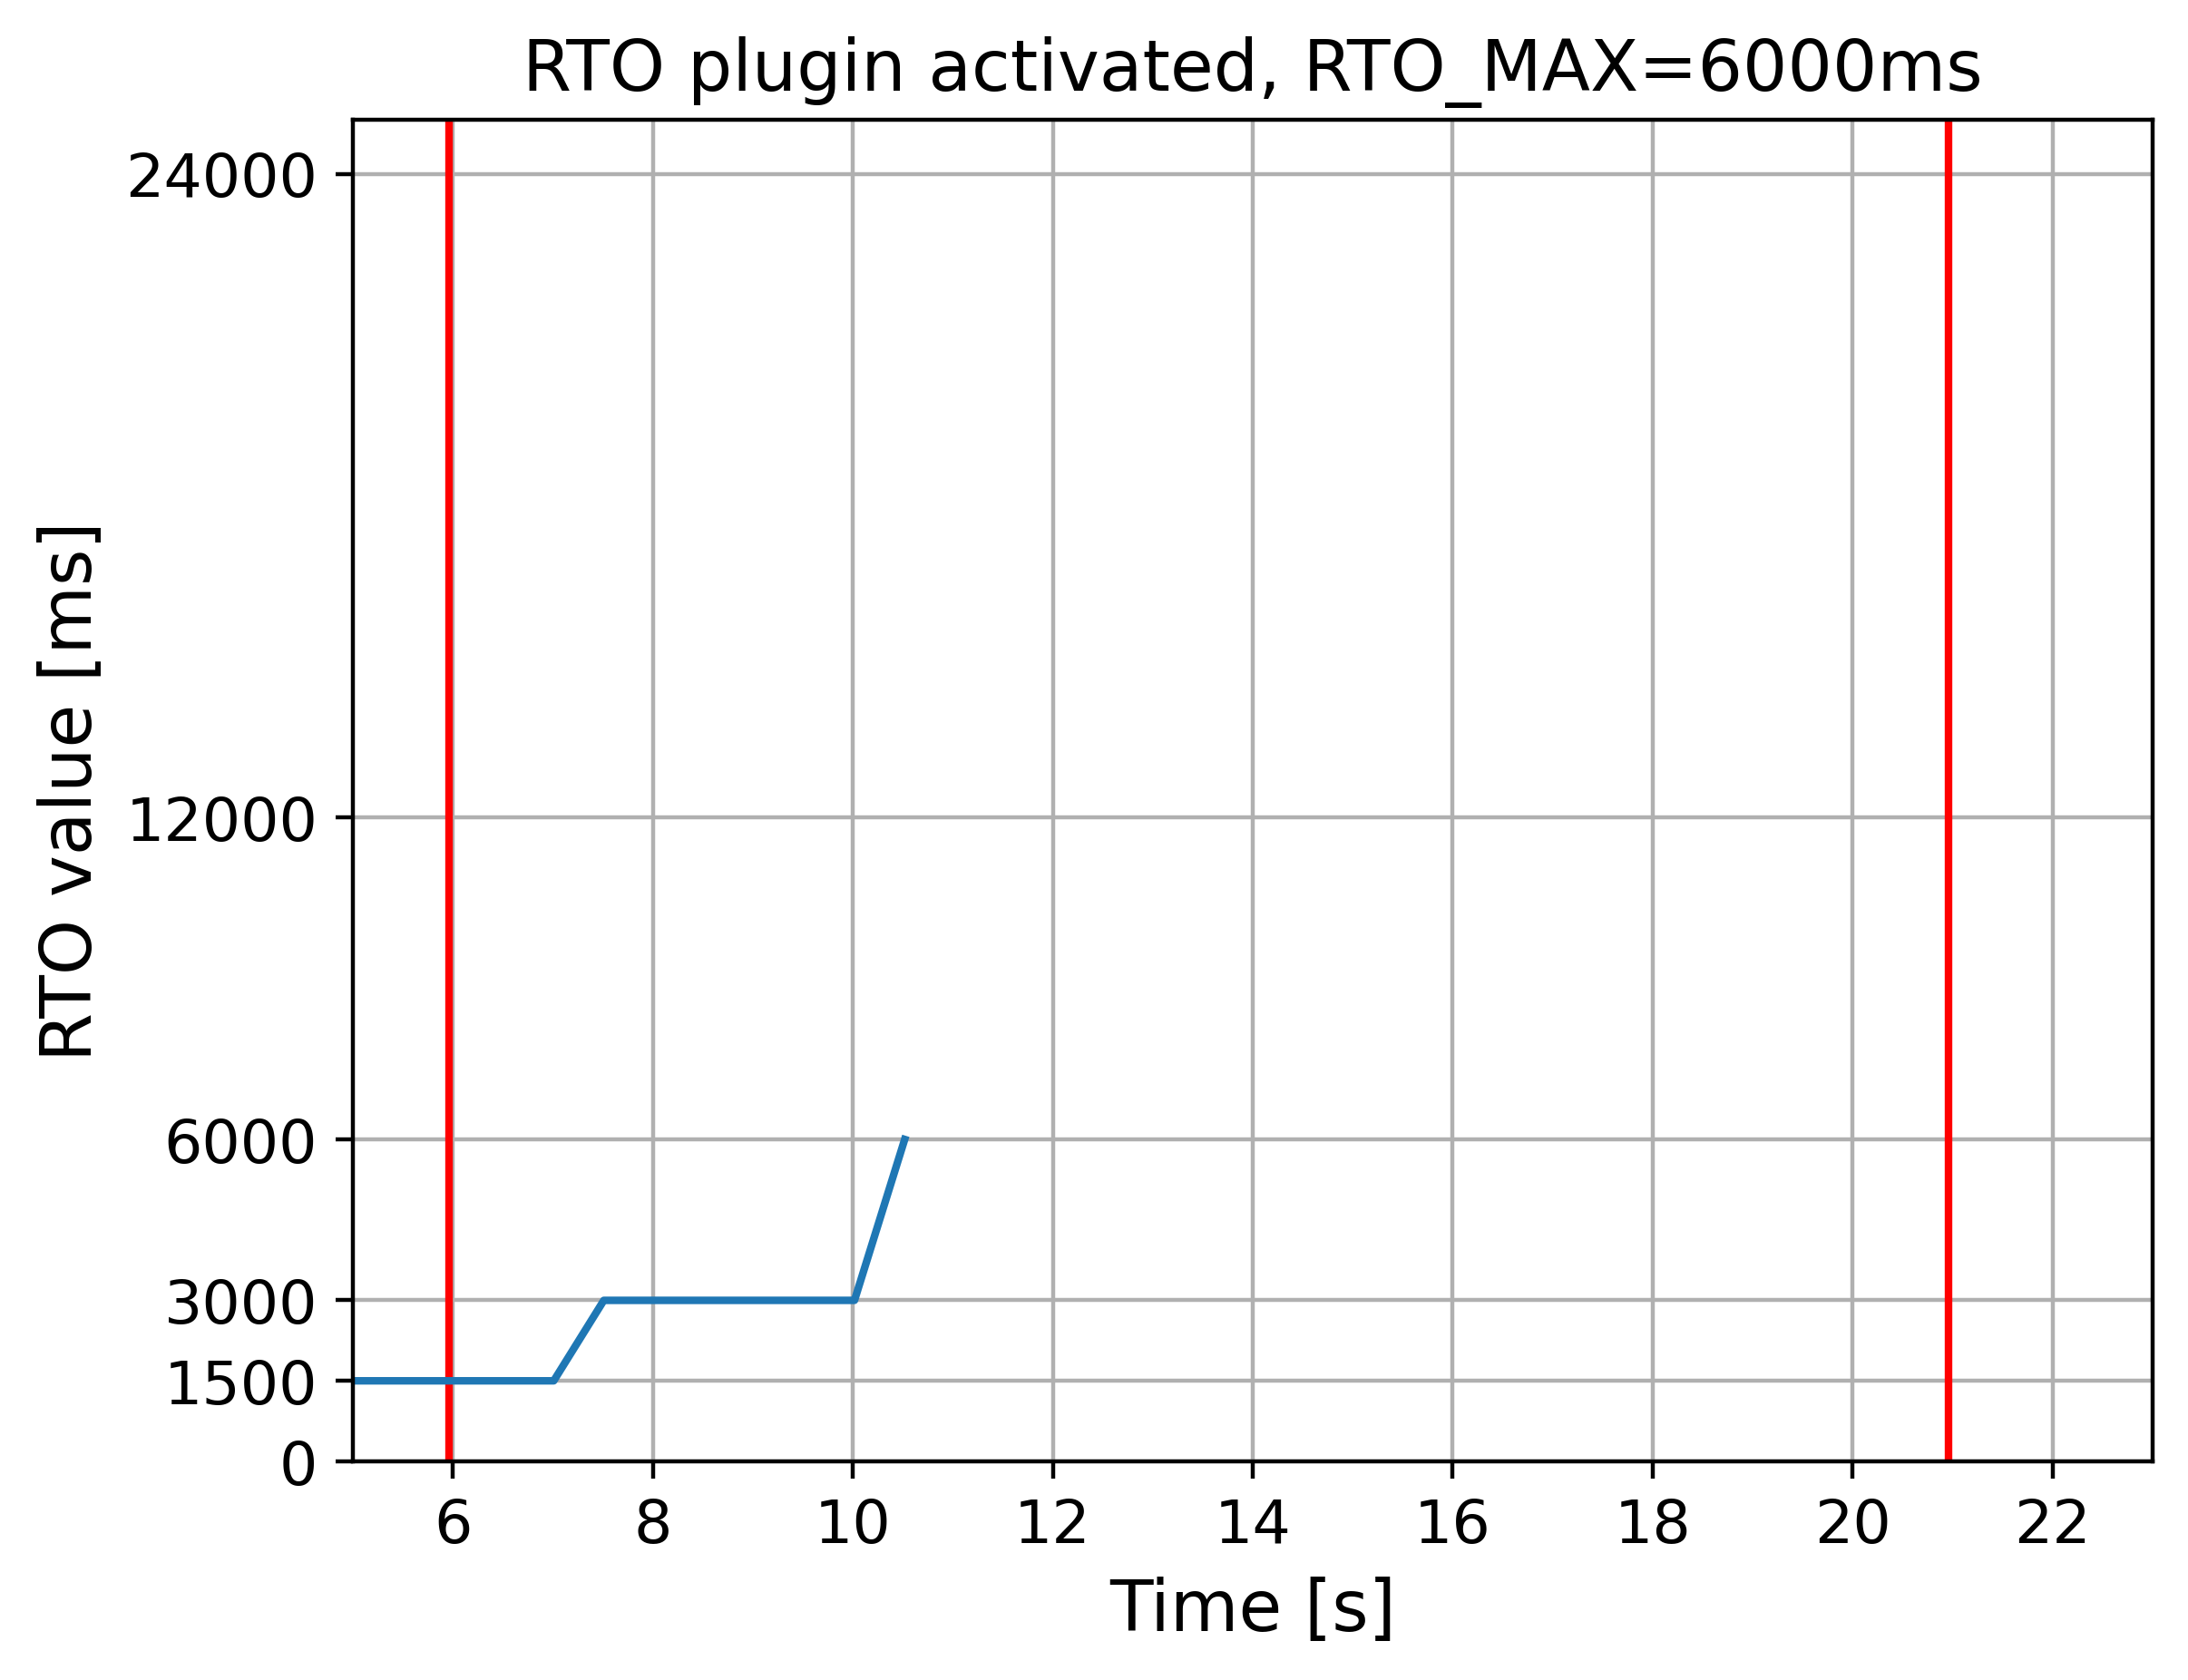 RTO plugin activated, RTO_MAX=6000ms
RTO value [ms]
24000
12000
6000
3000
1500
0
6 8 10 12 14 16 18 20 22
Time [s]